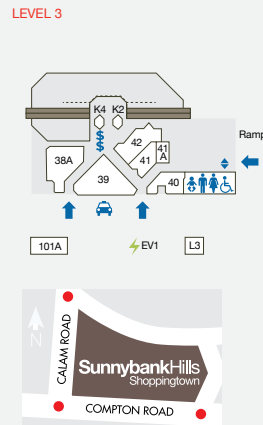 LEVEL 3
K4 K2
$
$
$
Ramp
42
41
A
41
38A
39
40
101A
EV1
L3
N
CALAM ROAD
SunnybankHills
Shoppingtown
COMPTON ROAD